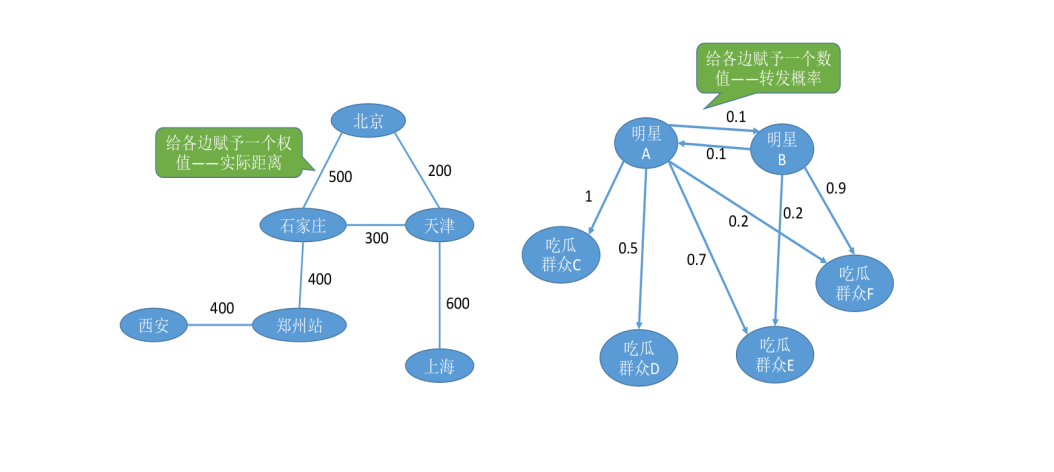 给各边赋予一个数
值——转发概率
北京
给各边赋予一个权
值——实际距离
500
200
石家庄
300
天津
400
600
西安
400
郑州站
上海
明星
A
0.1
0.1
明星
B
1
0.5
0.7
0.2
0.2
0.9
吃瓜
群众C
吃瓜
群众D
吃瓜
群众E
吃瓜
群众F